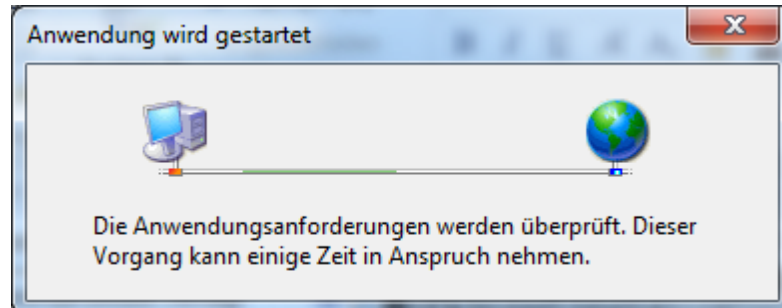 Anwendung wird gestartet
Die Anwendungsanforderungen werden überprüft. Dieser
Vorgang kann einige Zeit in Anspruch nehmen.